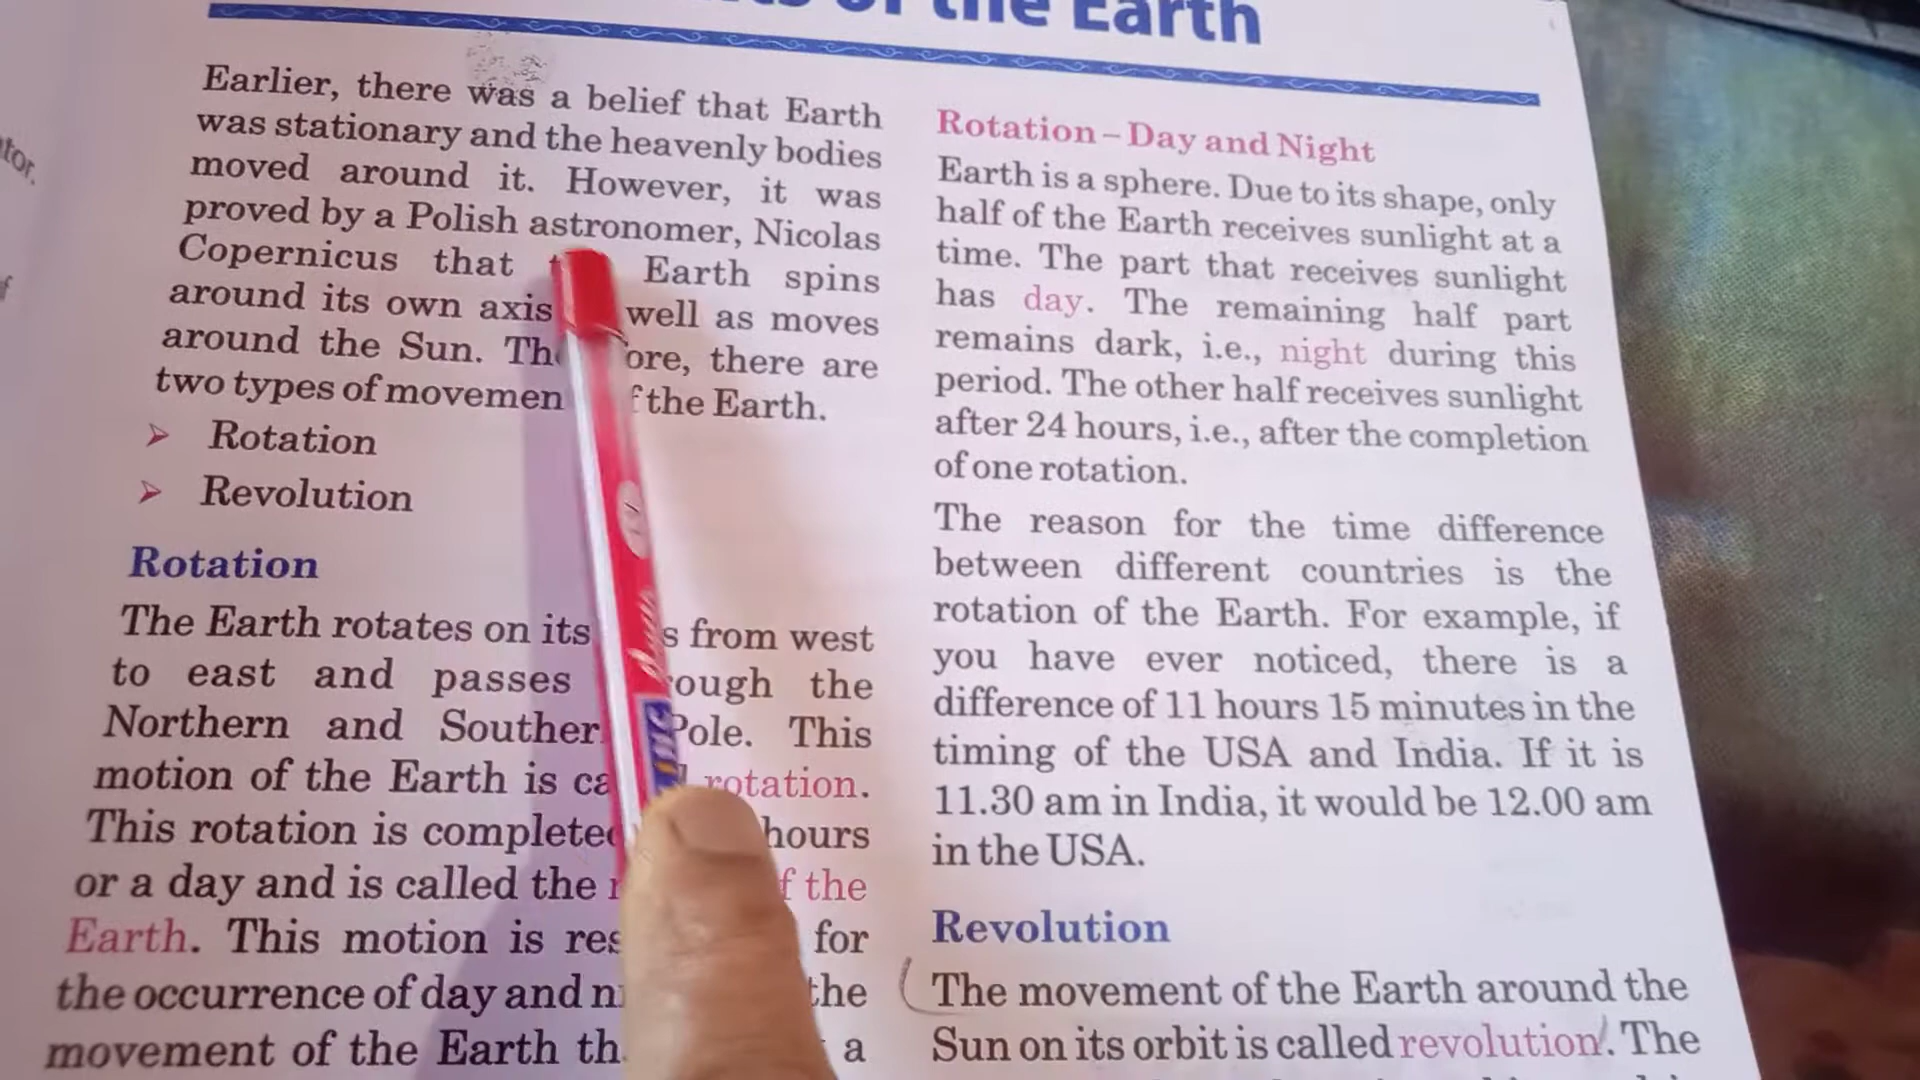 of the Earth
Earlier, there was a belief that Earth
was stationary and the heavenly bodies
moved around it. However, it was
proved by a Polish astronomer, Nicolas
Copernicus that Earth spins
around its own axis well as moves
around the Sun. there are
two types of the Earth.
➢ Rotation
➢ Revolution
Rotation
The Earth rotates on its from west
to east and passes the
Northern and Pole. This
motion of the Earth is rotation.
This rotation is hours
or a day and is called the the
Earth. This motion is for
the occurrence of day and the
movement of the Earth a
Rotation – Day and Night
Earth is a sphere. Due to its shape, only
half of the Earth receives sunlight at a
time. The part that receives sunlight
has day. The remaining half part
remains dark, i.e., night during this
period. The other half receives sunlight
after 24 hours, i.e., after the completion
of one rotation.
The reason for the time difference
between different countries is the
rotation of the Earth. For example, if
you have ever noticed, there is a
difference of 11 hours 15 minutes in the
timing of the USA and India. If it is
11.30 am in India, it would be 12.00 am
in the USA.
Revolution
The movement of the Earth around the
Sun on its orbit is called revolution. The